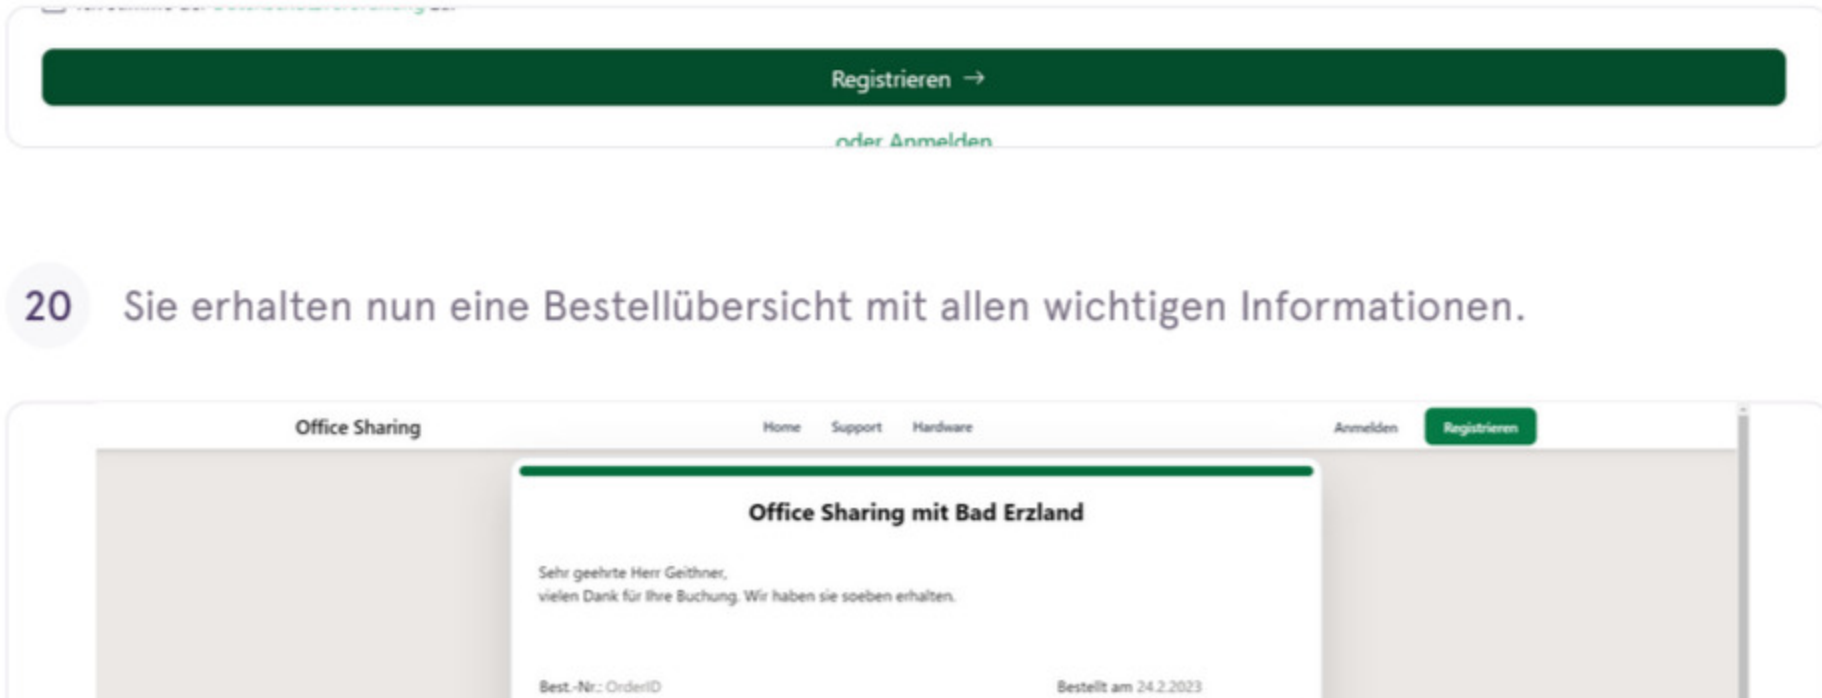 Registrieren →
oder Anmelden
20 Sie erhalten nun eine Bestellübersicht mit allen wichtigen Informationen.
Office Sharing Home Support Hardware Anmelden Registrieren
Office Sharing mit Bad Erzland
Sehr geehrte Herr Geithner,
vielen Dank für Ihre Buchung. Wir haben sie soeben erhalten.
Best.-Nr.: OrderID Bestellt am 24.2.2023